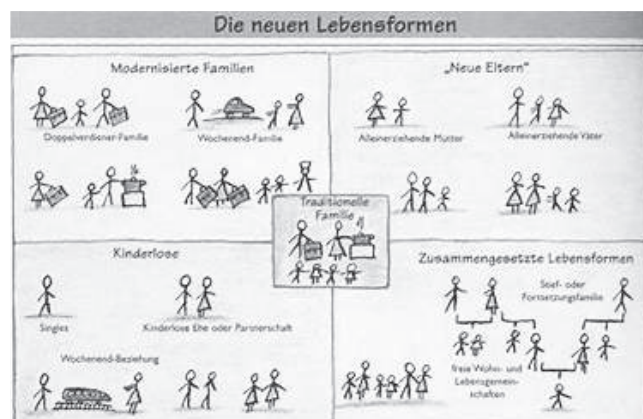 Die neuen Lebensformen
Modernisierte Familien
Doppelverdiener-Familie
Wochenend-Familie
„Neue Eltern"
Alleinerziehende Mütter
Alleinerziehende Väter
Traditionelle
Familie
Kinderlose
Singles
Kinderlose Ehe oder Partnerschaft
Wochenend-Beziehung
Zusammengesetzte Lebensformen
Stief- oder
Fortsetzungsfamilie
freie Wohn- und
Lebensgemein-
schaften